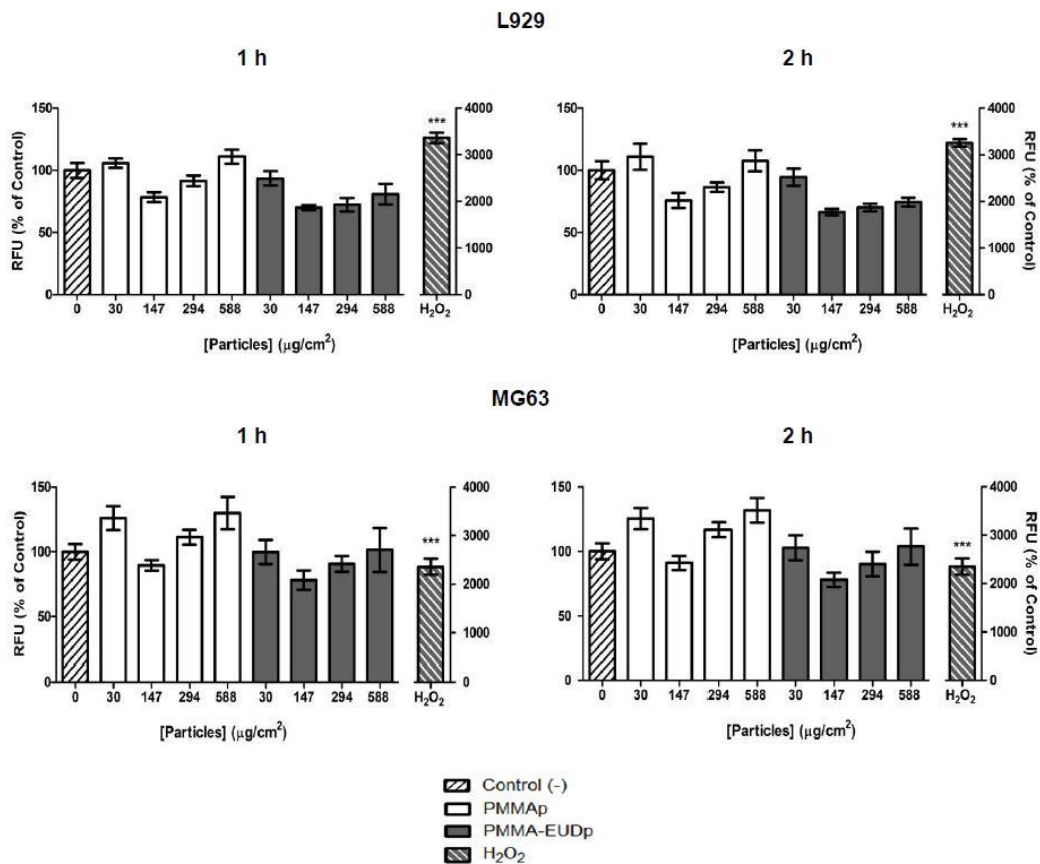 L929
1 h
2 h
RFU (% of Control)
150
100
50
0
4000
3000
2000
1000
0
***
0 30 147 294 588 30 147 294 588 H₂O₂
[Particles] (μg/cm²)
150
100
50
0
4000
3000
2000
1000
0
RFU (% of Control)
***
0 30 147 294 588 30 147 294 588 H₂O₂
[Particles] (μg/cm²)
MG63
1 h
2 h
RFU (% of Control)
150
100
50
0
4000
3000
2000
1000
0
***
0 30 147 294 588 30 147 294 588 H₂O₂
[Particles] (μg/cm²)
150
100
50
0
4000
3000
2000
1000
0
RFU (% of Control)
***
0 30 147 294 588 30 147 294 588 H₂O₂
[Particles] (μg/cm²)
Control (-)
PMMAp
PMMA-EUDp
H₂O₂